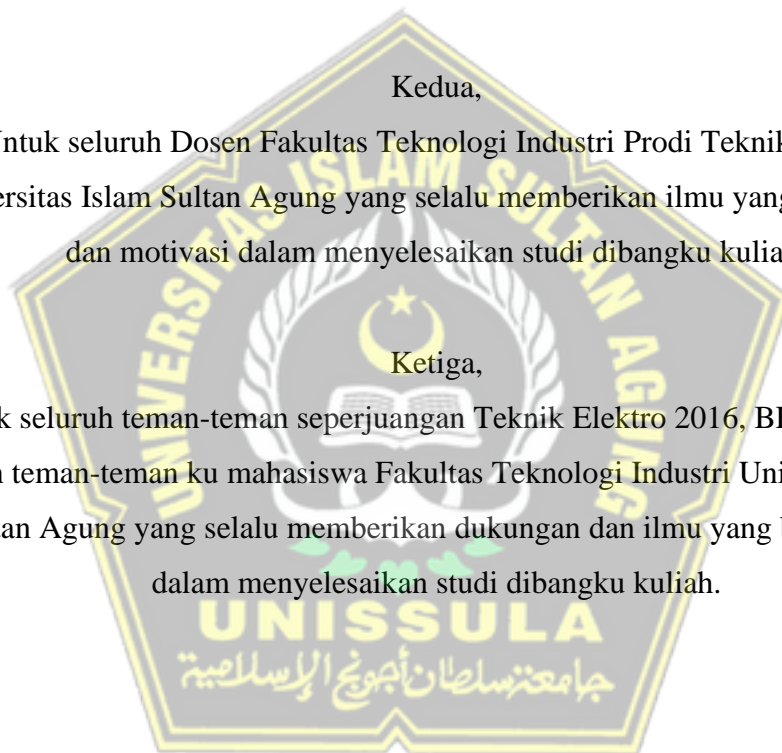 Kedua,
Untuk seluruh Dosen Fakultas Teknologi Industri Prodi Teknik
ersitas Islam Sultan Agung yang selalu memberikan ilmu yang
dan motivasi dalam menyelesaikan studi dibangku kulia
Ketiga,
k seluruh teman-teman seperjuangan Teknik Elektro 2016,
n teman-teman ku mahasiswa Fakultas Teknologi Industri Uni
an Agung yang selalu memberikan dukungan dan ilmu yang
dalam menyelesaikan studi dibangku kuliah.
UNIVERSITAS ISLAM SULTAN AGUNG
UNISSULA
جامعة سلطان أجونج الإسلامية